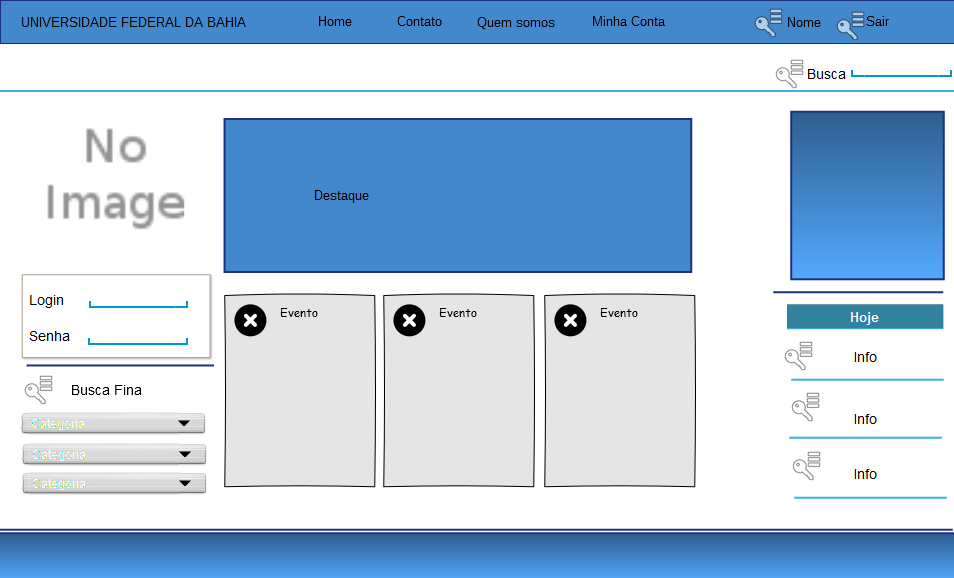 UNIVERSIDADE FEDERAL DA BAHIA Home Contato Quem somos Minha Conta Nome Sair
Busca
No
Image
Destaque
Login
Senha
Busca Fina
Categoria
Categoria
Categoria
Evento Evento Evento
Hoje
Info
Info
Info